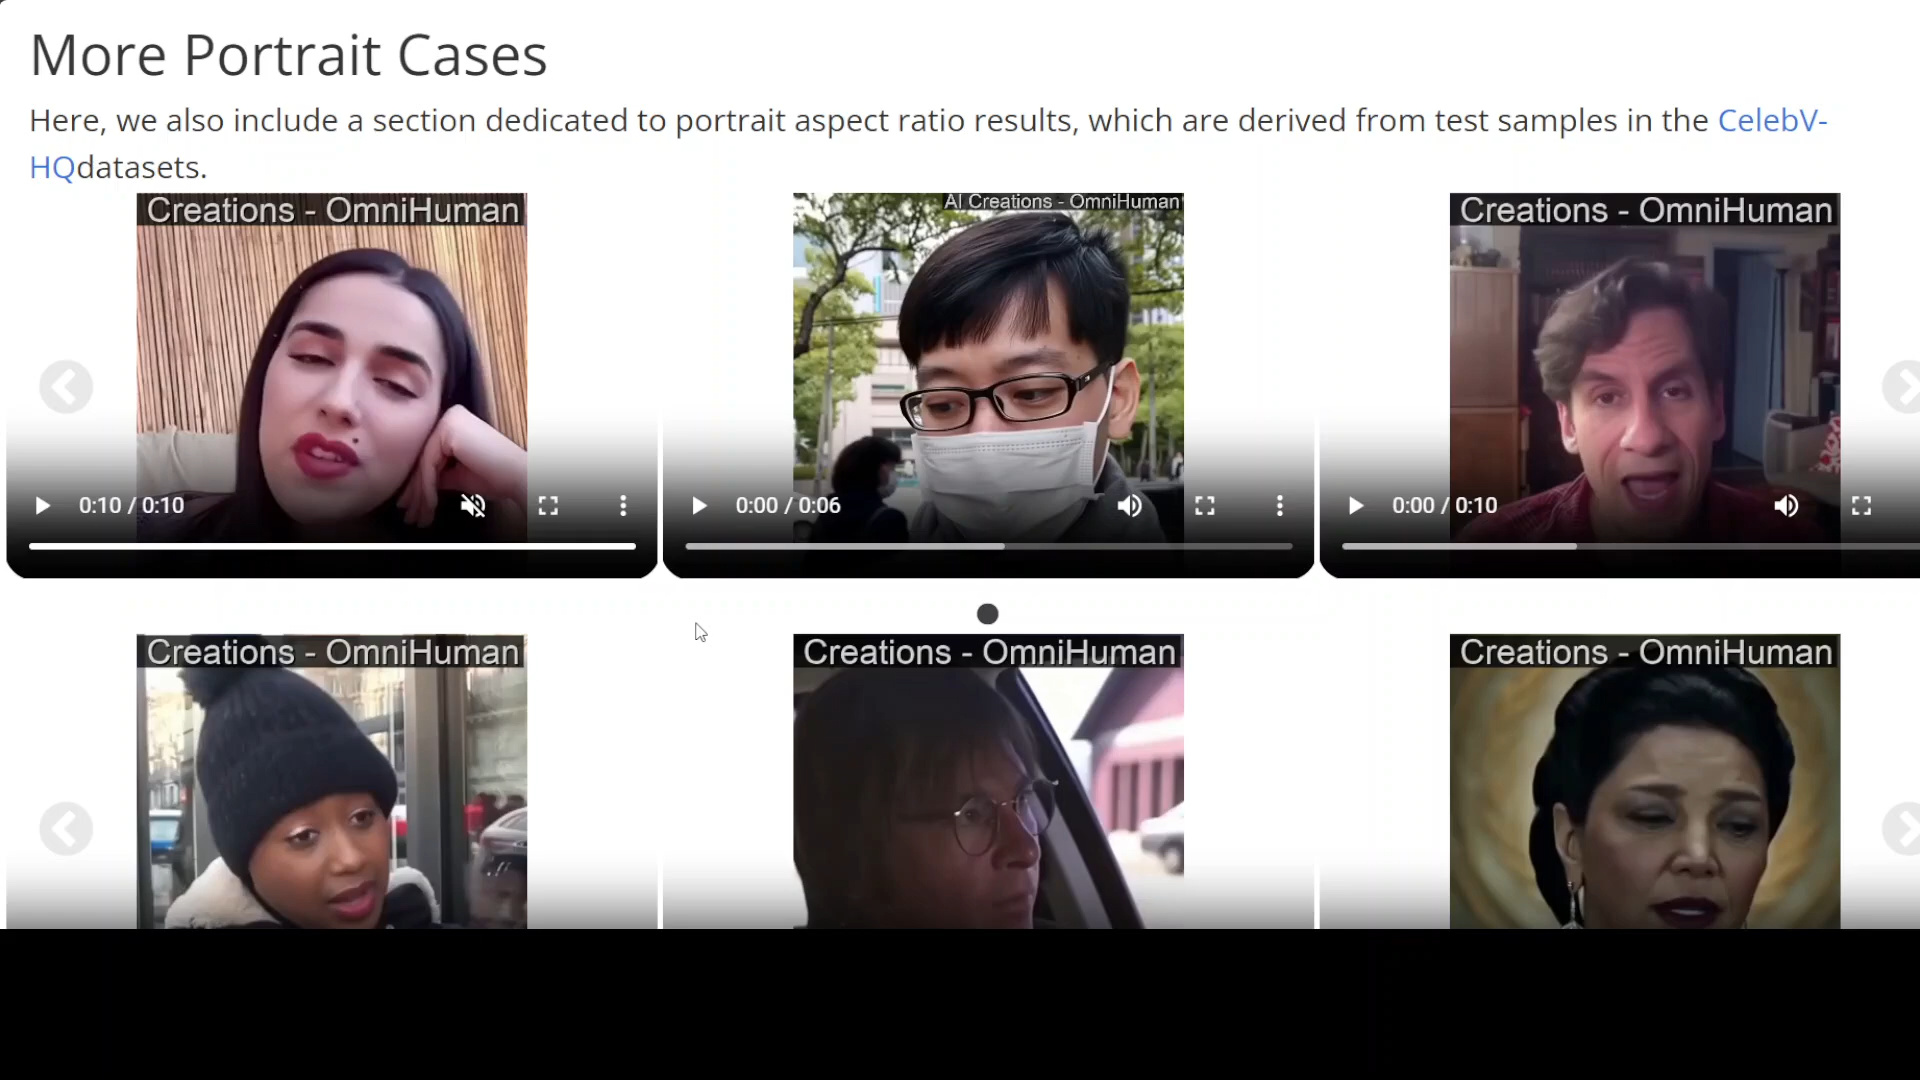 More Portrait Cases
Here, we also include a section dedicated to portrait aspect ratio results, which are derived from test samples in the CelebV-
HQdatasets.
Creations - OmniHuman
AI Creations - OmniHuman
Creations - OmniHuman
0:10 / 0:10
0:00 / 0:06
0:00 / 0:10
Creations - OmniHuman
Creations - OmniHuman
Creations - OmniHuman